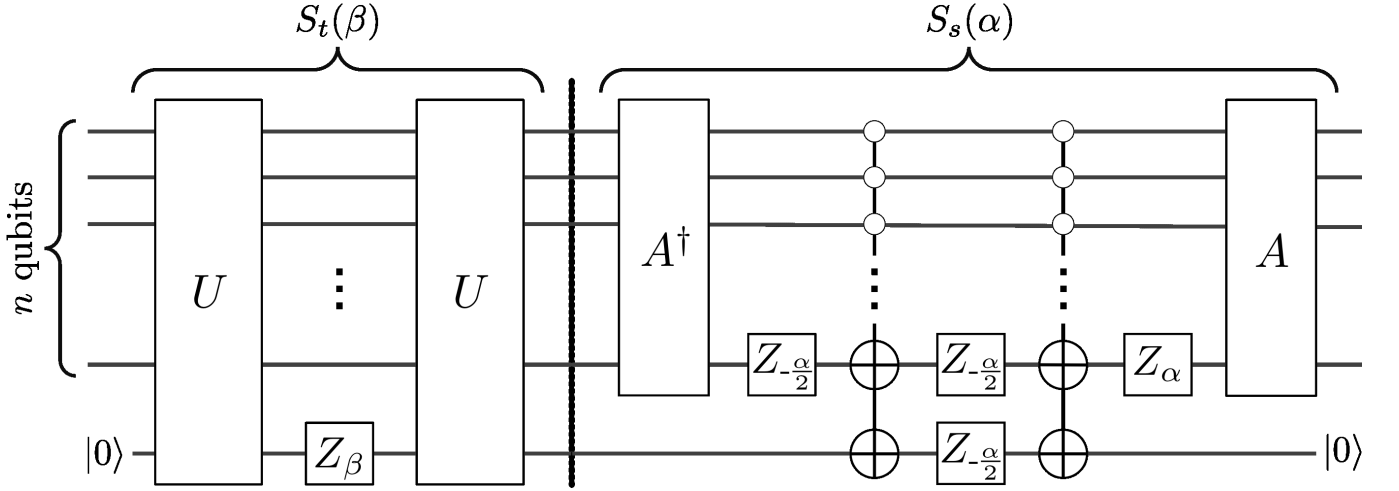 S_t(β) S_s(α)
n qubits
U ⋮ U A† ⋮ ⋮ A
Z_{-α/2} Z_{-α/2} Z_α
|0⟩ Z_β Z_{-α/2} |0⟩